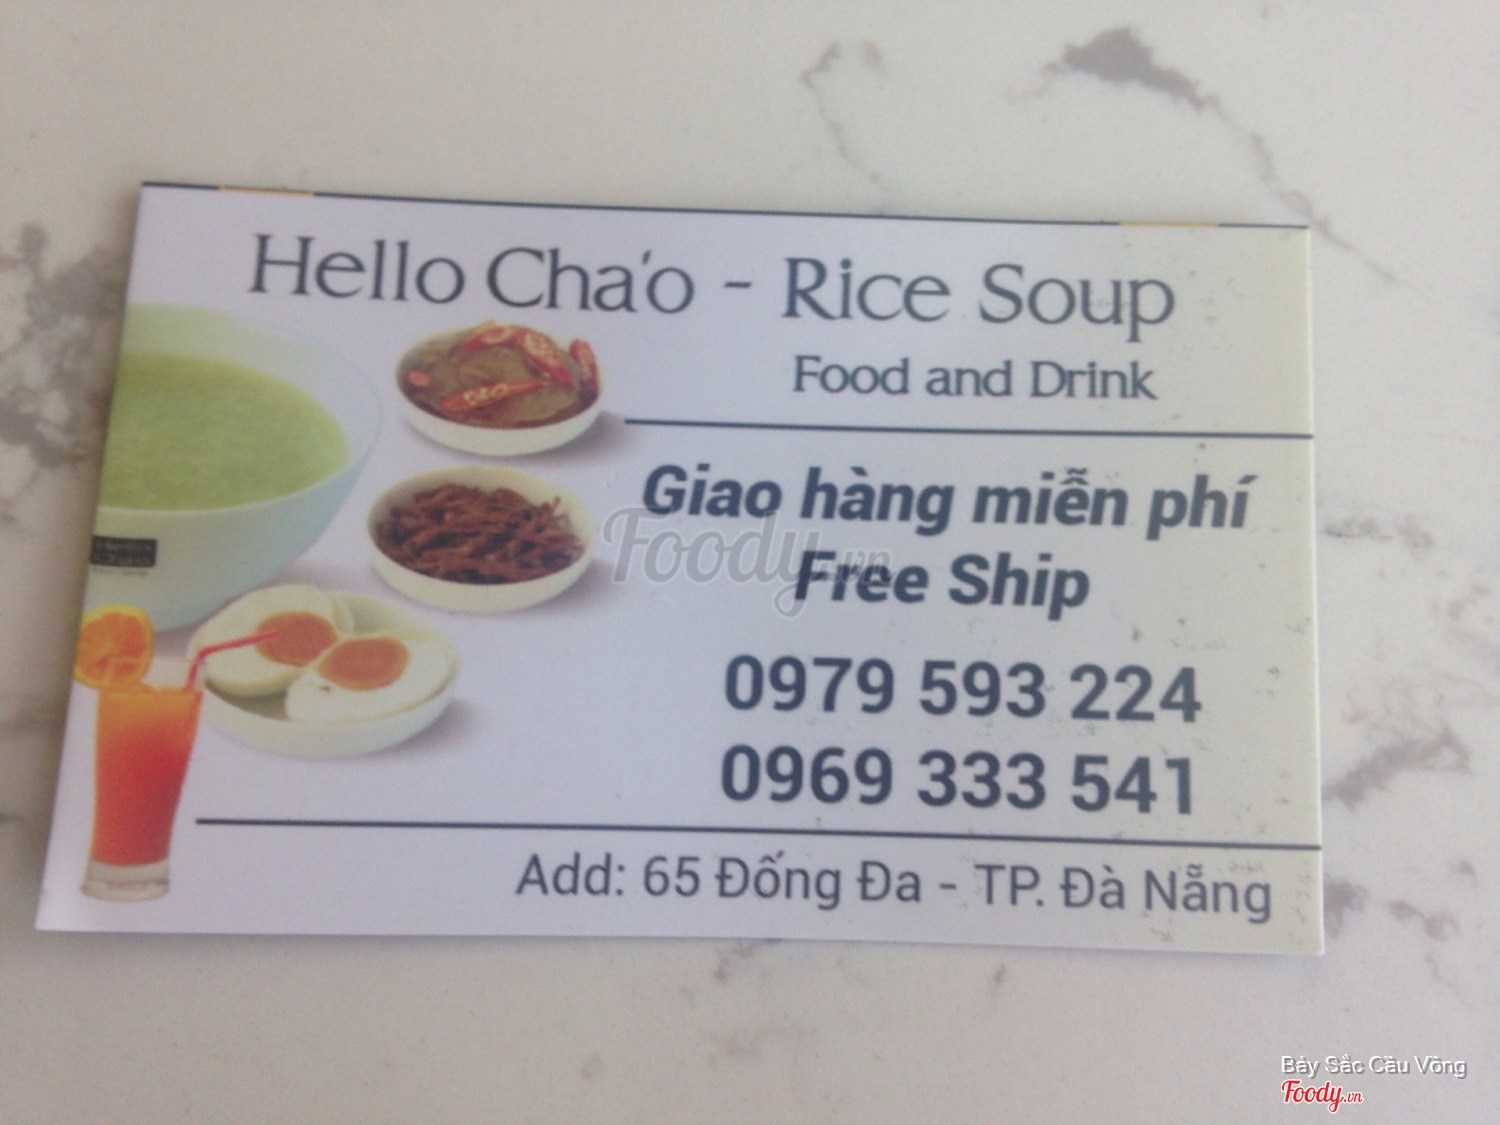 Hello Cha'o - Rice Soup
Food and Drink
Giao hàng miễn phí
Free Ship
0979 593 224
0969 333 541
Add: 65 Đống Đa - TP. Đà Nẵng
Foody.vn
Bảy Sắc Cầu Vồng
Foody.vn